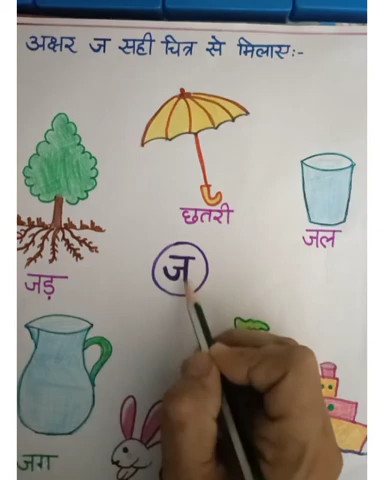 अक्षर ज सही चित्र से मिलाए:-
छतरी
जल
जड़
ज
जग